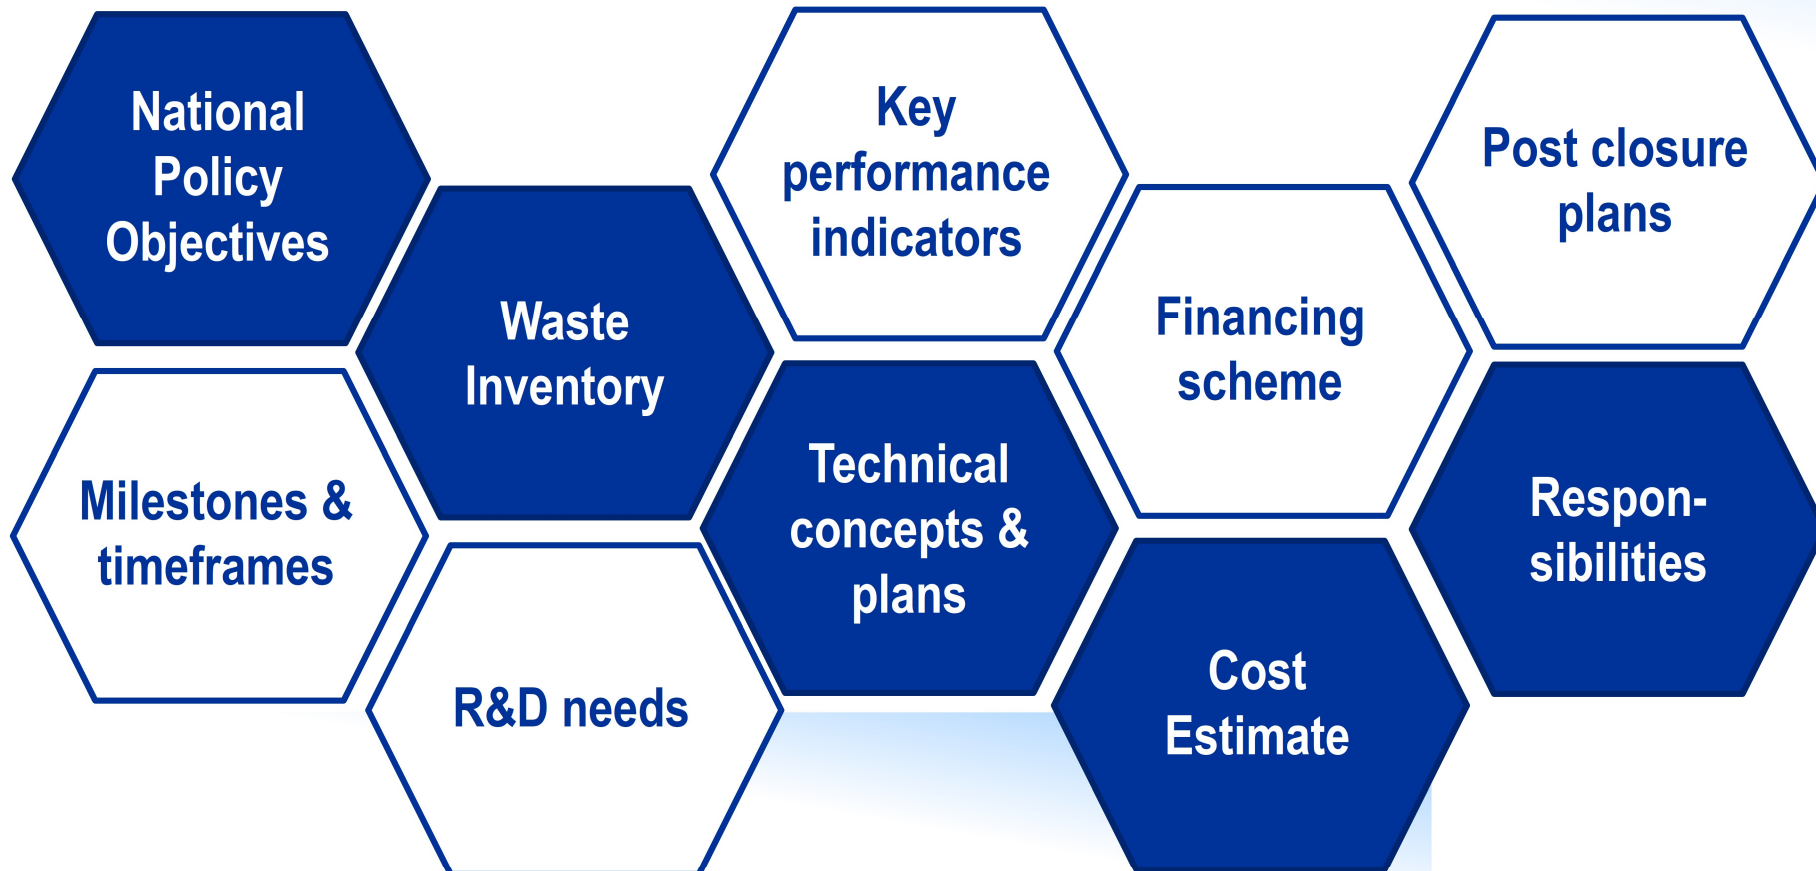 National
Policy
Objectives
Waste
Inventory
Key
performance
indicators
Financing
scheme
Post closure
plans
Milestones &
timeframes
R&D needs
Technical
concepts &
plans
Cost
Estimate
Respon-
sibilities